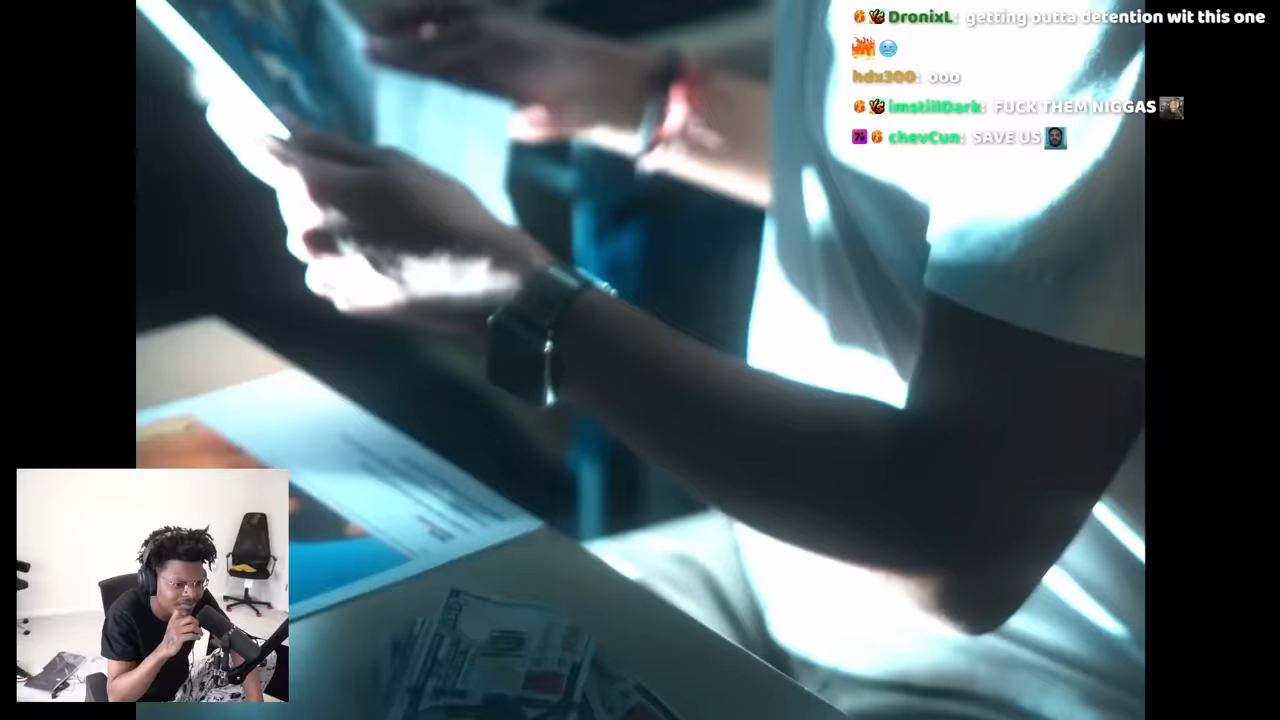 DronixL: getting outta detention wit this one
hdx300: ooo
imstillDark: FUCK THEM NIGGAS
chevCun: SAVE US